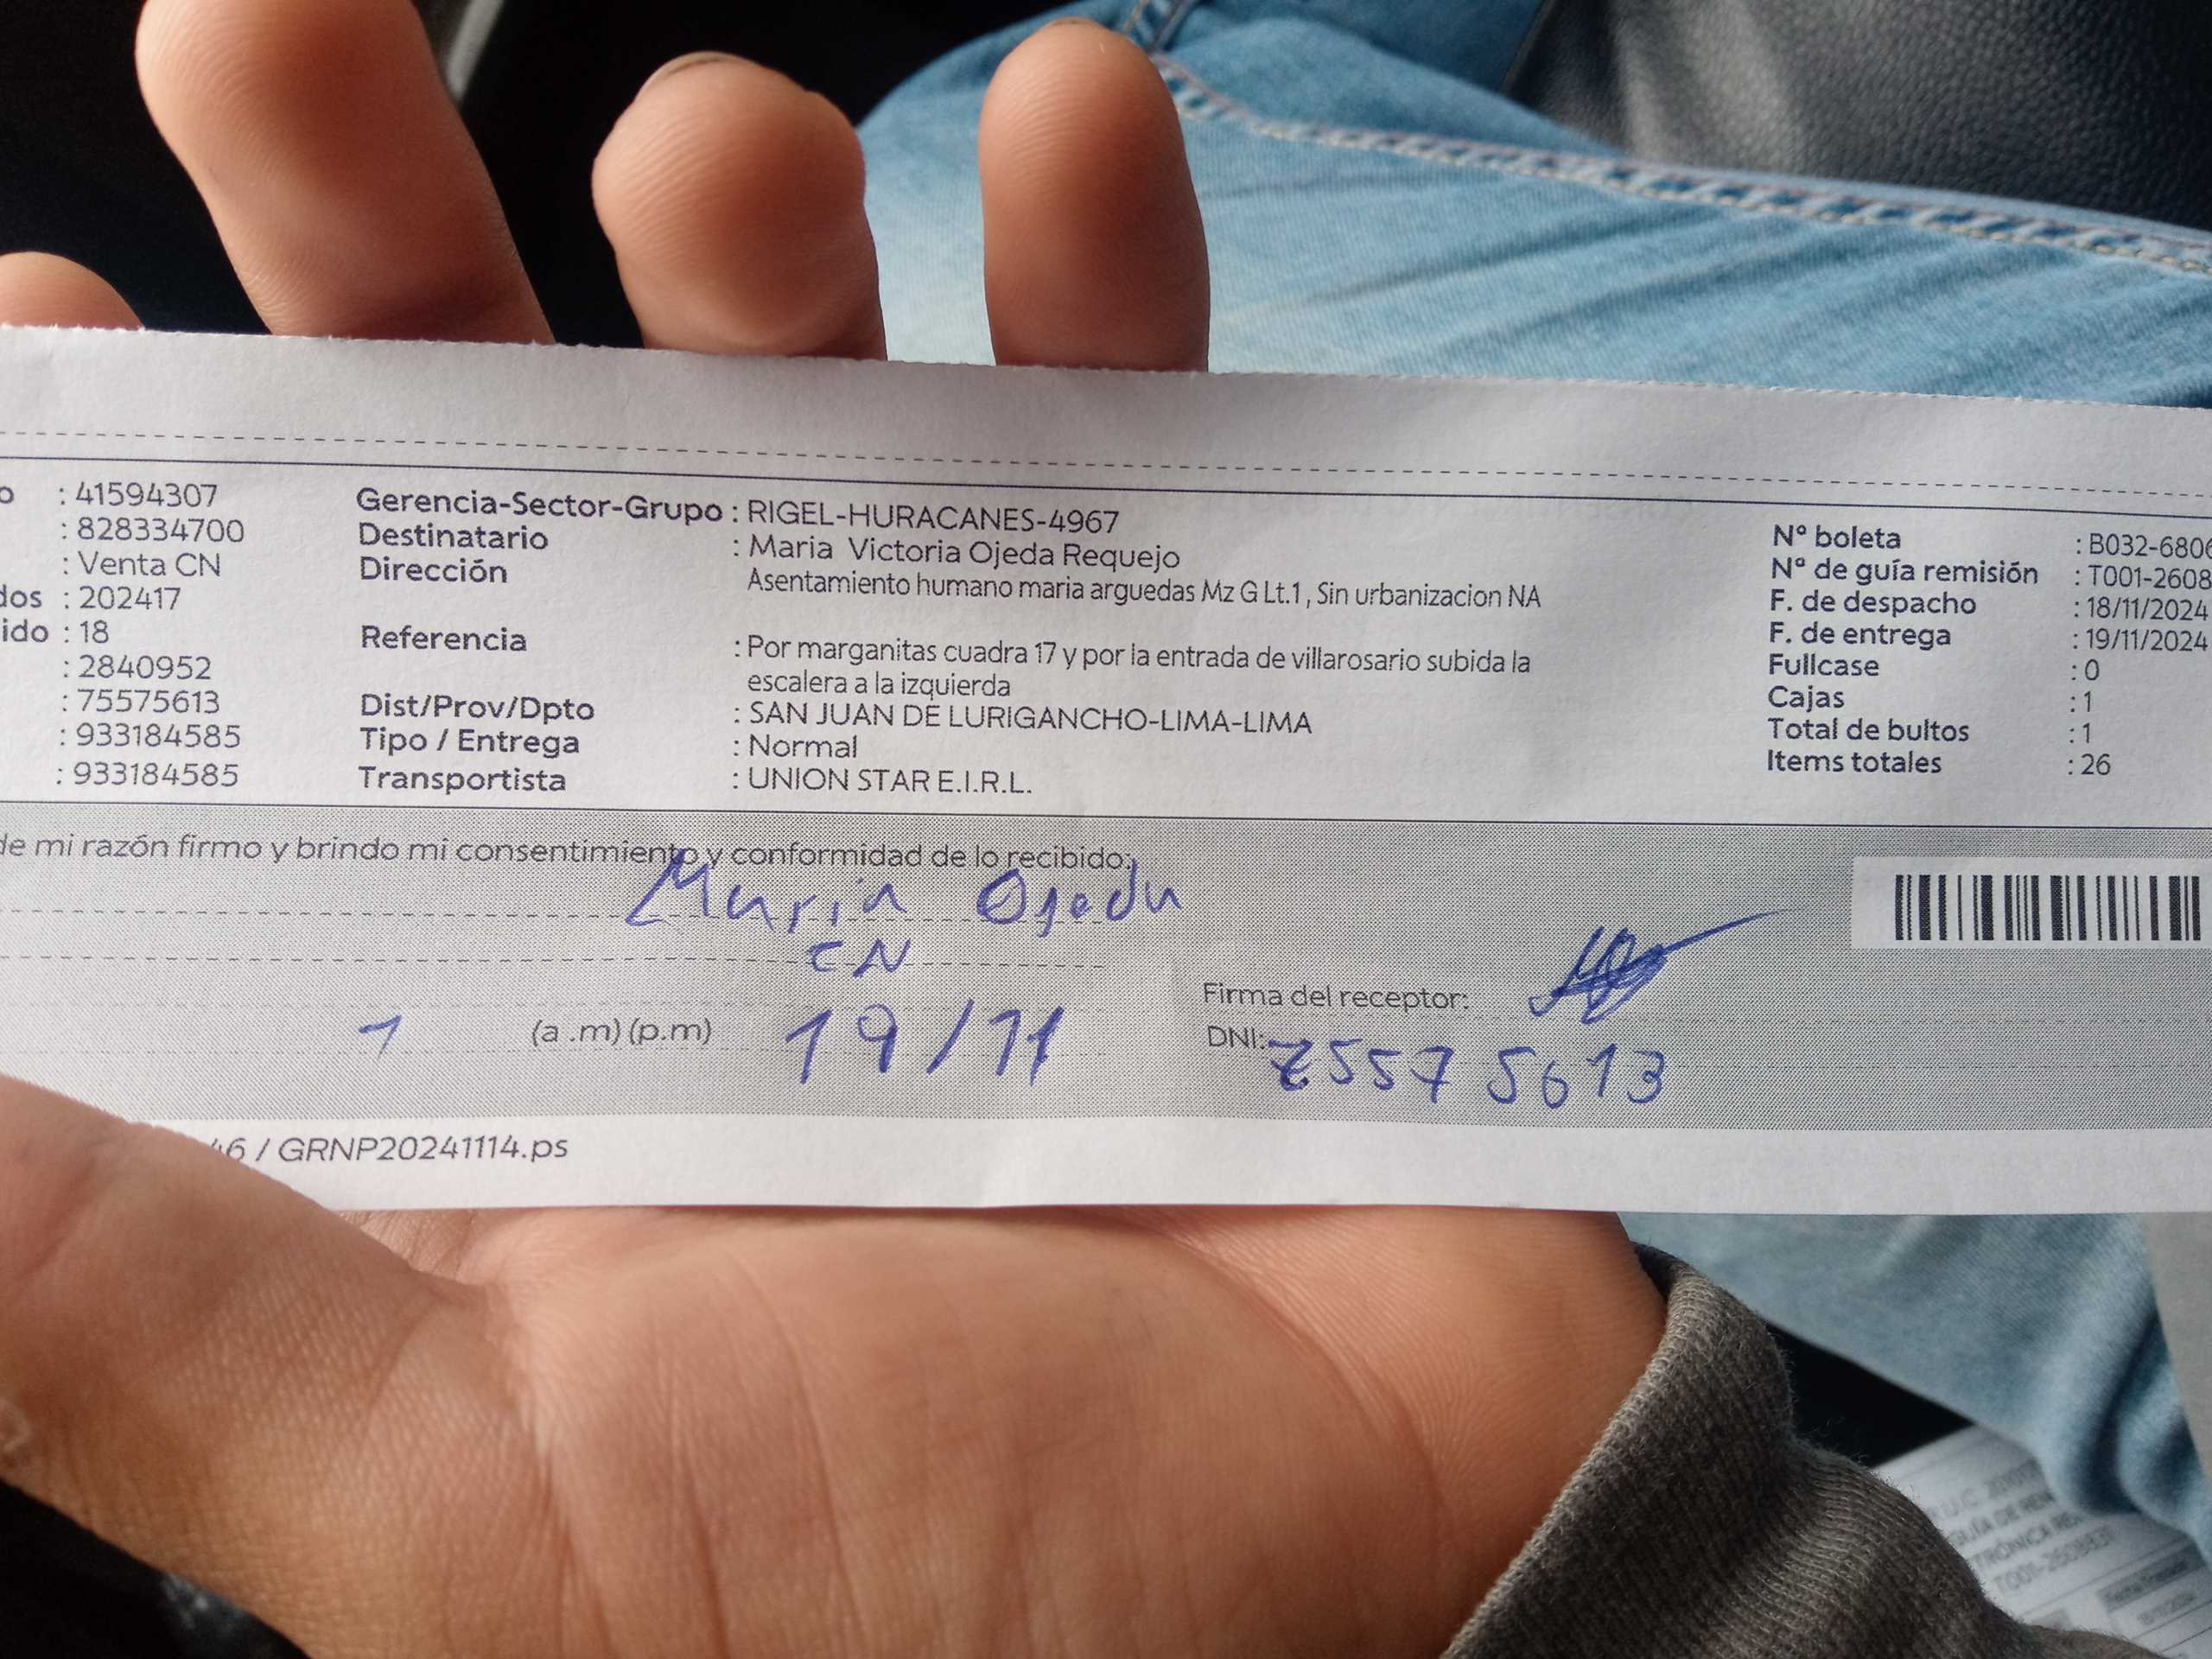 o : 41594307
: 828334700
: Venta CN
dos : 202417
ido : 18
: 2840952
: 75575613
: 933184585
: 933184585
Gerencia-Sector-Grupo : RIGEL-HURACANES-4967
Destinatario : Maria Victoria Ojeda Requejo
Dirección Asentamiento humano maria arguedas Mz G Lt.1, Sin urbanizacion NA
Referencia : Por marganitas cuadra 17 y por la entrada de villarosario subida la
escalera a la izquierda
Dist/Prov/Dpto : SAN JUAN DE LURIGANCHO-LIMA-LIMA
Tipo / Entrega : Normal
Transportista : UNION STAR E.I.R.L.
Nº boleta : B032-6806
Nº de guía remisión : T001-2608
F. de despacho : 18/11/2024
F. de entrega : 19/11/2024
Fullcase : 0
Cajas : 1
Total de bultos : 1
Items totales : 26
de mi razón firmo y brindo mi consentimiento y conformidad de lo recibido:
Maria Ojeda
CN
1 (a .m) (p.m) 19/11
Firma del receptor:
DNI: 75575613
46 / GRNP20241114.ps